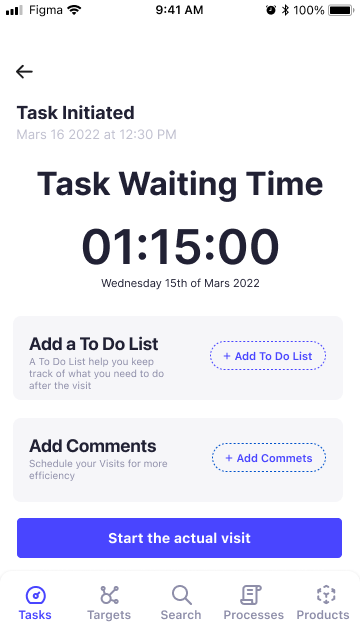 Figma 9:41 AM 100%
Task Initiated
Mars 16 2022 at 12:30 PM
Task Waiting Time
01:15:00
Wednesday 15th of Mars 2022
Add a To Do List
A To Do List help you keep
track of what you need to do
after the visit
+ Add To Do List
Add Comments
Schedule your Visits for more
efficiency
+ Add Commets
Start the actual visit
Tasks Targets Search Processes Products